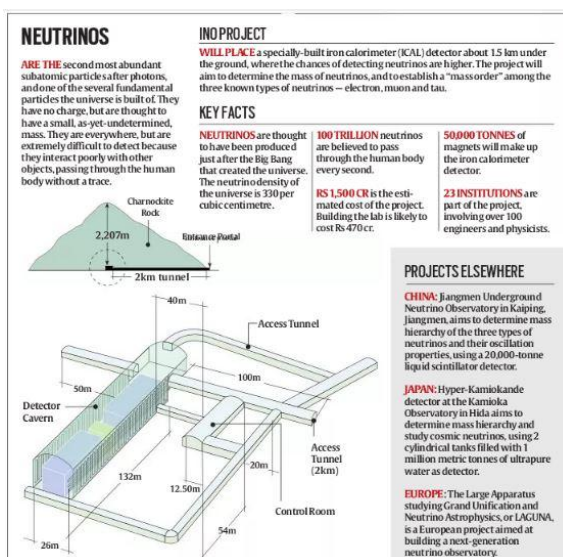 NEUTRINOS
ARE THE second most abundant
subatomic particles after photons,
and one of the several fundamental
particles the universe is built of. They
have no charge, but are thought to
have a small, as-yet-undetermined,
mass. They are everywhere, but are
extremely difficult to detect because
they interact poorly with other
objects, passing through the human
body without a trace.
INO PROJECT
WILL PLACE a specially-built iron calorimeter (ICAL) detector about 1.5 km under
the ground, where the chances of detecting neutrinos are higher. The project will
aim to determine the mass of neutrinos, and to establish a "mass order" among the
three known types of neutrinos — electron, muon and tau.
KEY FACTS
NEUTRINOS are thought
to have been produced
just after the Big Bang
that created the universe.
The neutrino density of
the universe is 330 per
cubic centimetre.
100 TRILLION neutrinos
are believed to pass
through the human body
every second.
RS 1,500 CR is the esti-
mated cost of the project.
Building the lab is likely to
cost Rs 470 cr.
50,000 TONNES of
magnets will make up
the iron calorimeter
detector.
23 INSTITUTIONS are
part of the project,
involving over 100
engineers and physicists.
Charnockite
Rock
2,207m
Entrance Portal
2km tunnel
40m
Access Tunnel
100m
50m
Detector
Cavern
Access
Tunnel
(2km)
20m
132m
12.50m
Control Room
54m
26m
PROJECTS ELSEWHERE
CHINA: Jiangmen Underground
Neutrino Observatory in Kaiping,
Jiangmen, aims to determine mass
hierarchy of the three types of
neutrinos and their oscillation
properties, using a 20,000-tonne
liquid scintillator detector.
JAPAN: Hyper-Kamiokande
detector at the Kamioka
Observatory in Hida aims to
determine mass hierarchy and
study cosmic neutrinos, using 2
cylindrical tanks filled with 1
million metric tonnes of ultrapure
water as detector.
EUROPE: The Large Apparatus
studying Grand Unification and
Neutrino Astrophysics, or LAGUNA,
is a European project aimed at
building a next-generation
neutrino observatory.